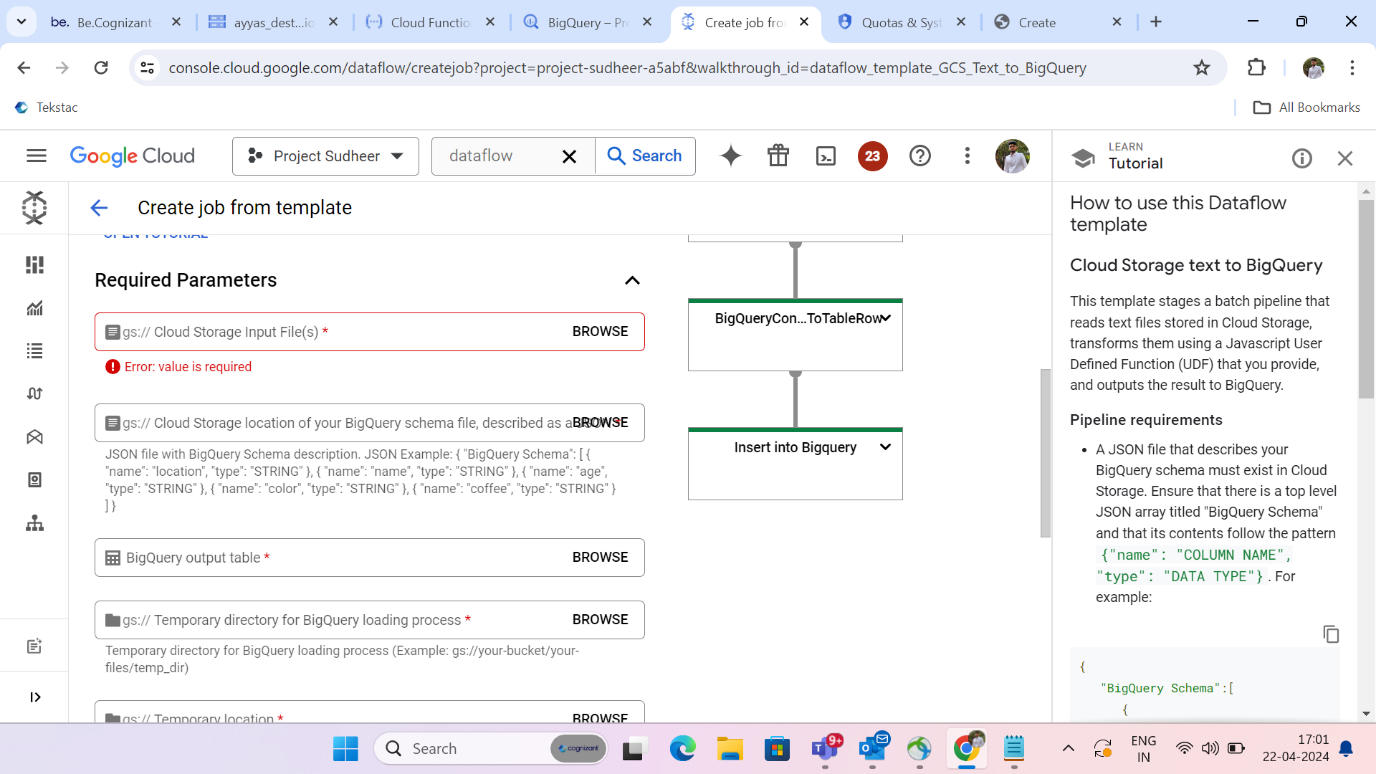 be. Be.Cognizant
ayyas_dest...ic
Cloud Functio
BigQuery – Pr
Create job fro
Quotas & Syst
Create
console.cloud.google.com/dataflow/createjob?project=project-sudheer-a5abf&walkthrough_id=dataflow_template_GCS_Text_to_BigQuery
Tekstac
All Bookmarks
Google Cloud
Project Sudheer
dataflow
Search
23
Create job from template
OPEN TUTORIAL
Required Parameters
gs:// Cloud Storage Input File(s) *
BROWSE
Error: value is required
gs:// Cloud Storage location of your BigQuery schema file, described as a JSON *
BROWSE
JSON file with BigQuery Schema description. JSON Example: { "BigQuery Schema": [ {
"name": "location", "type": "STRING" }, { "name": "name", "type": "STRING" }, { "name": "age",
"type": "STRING" }, { "name": "color", "type": "STRING" }, { "name": "coffee", "type": "STRING" }
] }
BigQuery output table *
BROWSE
gs:// Temporary directory for BigQuery loading process *
BROWSE
Temporary directory for BigQuery loading process (Example: gs://your-bucket/your-
files/temp_dir)
gs:// Temporary location *
BROWSE
BigQueryCon...ToTableRow
Insert into Bigquery
LEARN
Tutorial
How to use this Dataflow
template
Cloud Storage text to BigQuery
This template stages a batch pipeline that
reads text files stored in Cloud Storage,
transforms them using a Javascript User
Defined Function (UDF) that you provide,
and outputs the result to BigQuery.
Pipeline requirements
• A JSON file that describes your
BigQuery schema must exist in Cloud
Storage. Ensure that there is a top level
JSON array titled "BigQuery Schema"
and that its contents follow the pattern
{"name": "COLUMN NAME",
"type": "DATA TYPE"} . For
example:
{
"BigQuery Schema":[
{
Search
cognizant
9+
ENG
IN
17:01
22-04-2024